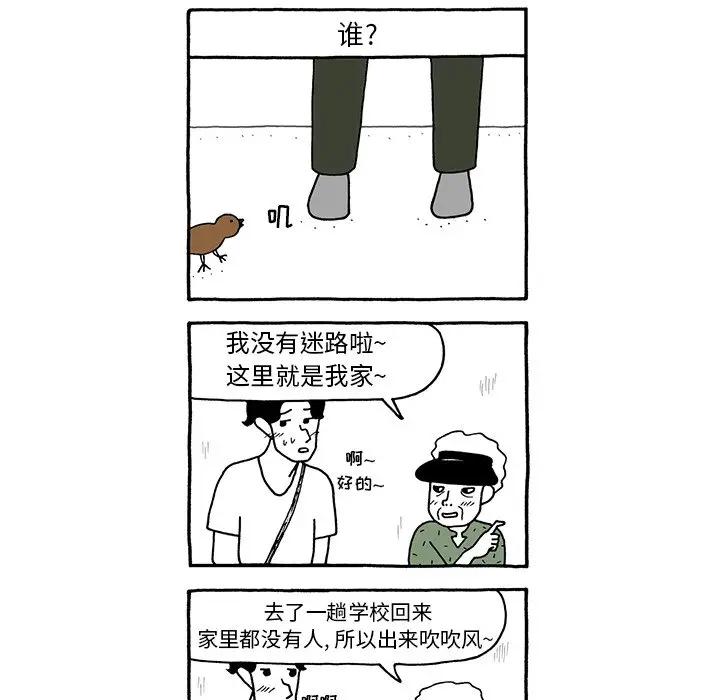 谁?
叽
我没有迷路啦~
这里就是我家~
啊~
好的~
去了一趟学校回来
家里都没有人, 所以出来吹吹风~
啊啊